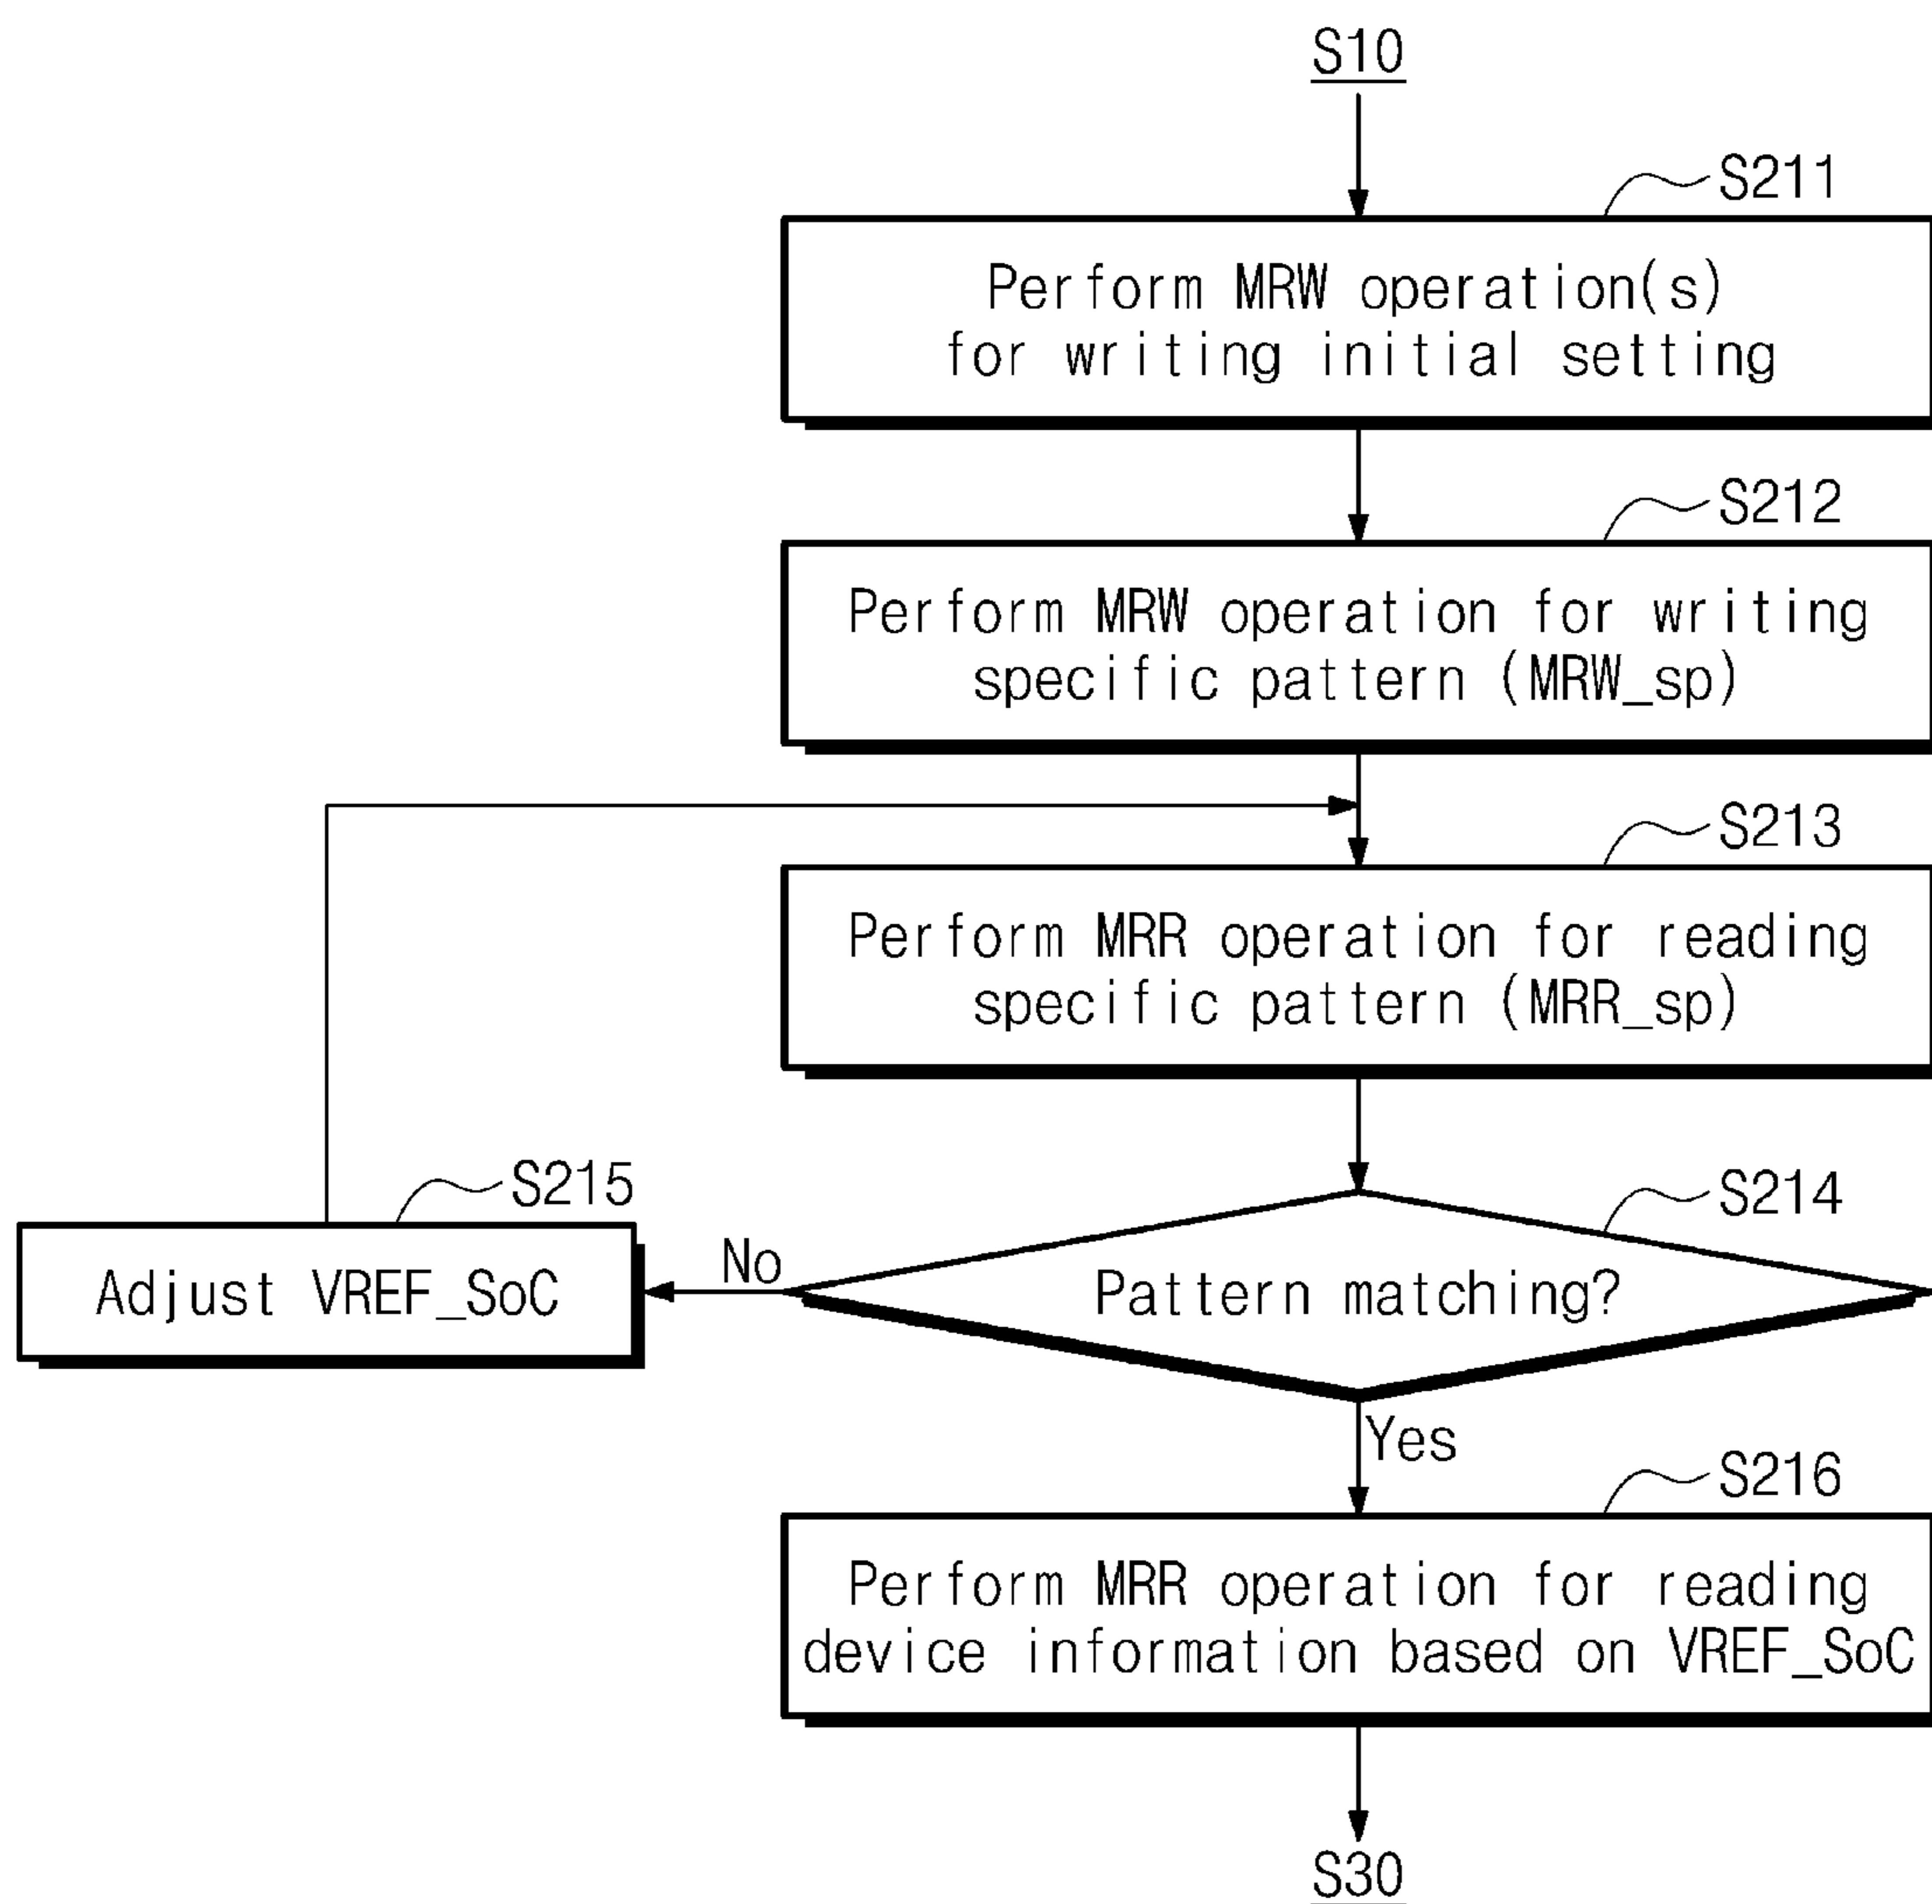 S10
S211
Perform MRW operation(s)
for writing initial setting
S212
Perform MRW operation for writing
specific pattern (MRW_sp)
S213
Perform MRR operation for reading
specific pattern (MRR_sp)
S214
Pattern matching?
No
S215
Adjust VREF_SoC
Yes
S216
Perform MRR operation for reading
device information based on VREF_SoC
S30